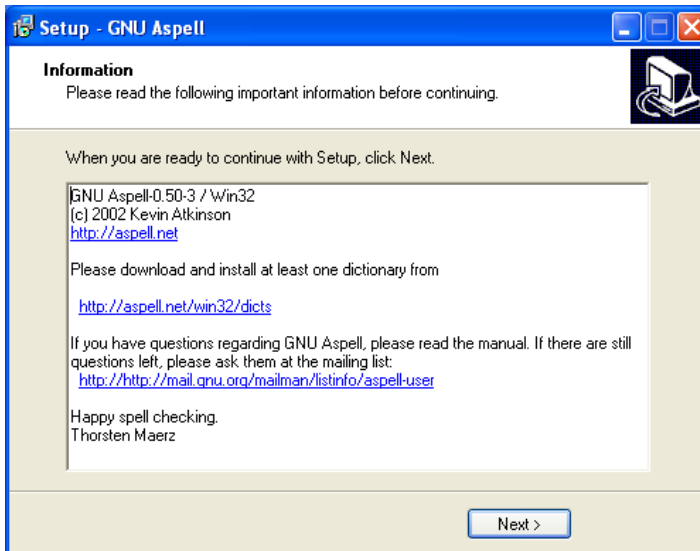 Setup - GNU Aspell
Information
Please read the following important information before continuing.
When you are ready to continue with Setup, click Next.
GNU Aspell-0.50-3 / Win32
(c) 2002 Kevin Atkinson
http://aspell.net
Please download and install at least one dictionary from
http://aspell.net/win32/dicts
If you have questions regarding GNU Aspell, please read the manual. If there are still
questions left, please ask them at the mailing list:
http://http://mail.gnu.org/mailman/listinfo/aspell-user
Happy spell checking.
Thorsten Maerz
Next >